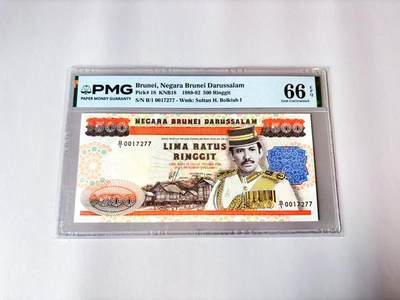 PMG
PAPER MONEY GUARANTY
Brunei, Negara Brunei Darussalam
Pick# 18 KNB18 1989-92 500 Ringgit
S/N B/1 0017277 - Wmk: Sultan H. Bolkiah I
66 EPQ
Gem Uncirculated
500 NEGARA BRUNEI DARUSSALAM 500
B/1 0017277
LIMA RATUS
RINGGIT
B/1 0017277